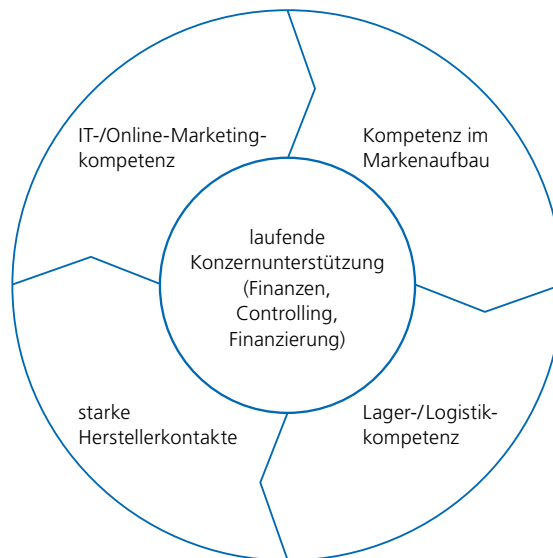 IT-/Online-Marketing-
kompetenz
Kompetenz im
Markenaufbau
laufende
Konzernunterstützung
(Finanzen,
Controlling,
Finanzierung)
starke
Herstellerkontakte
Lager-/Logistik-
kompetenz